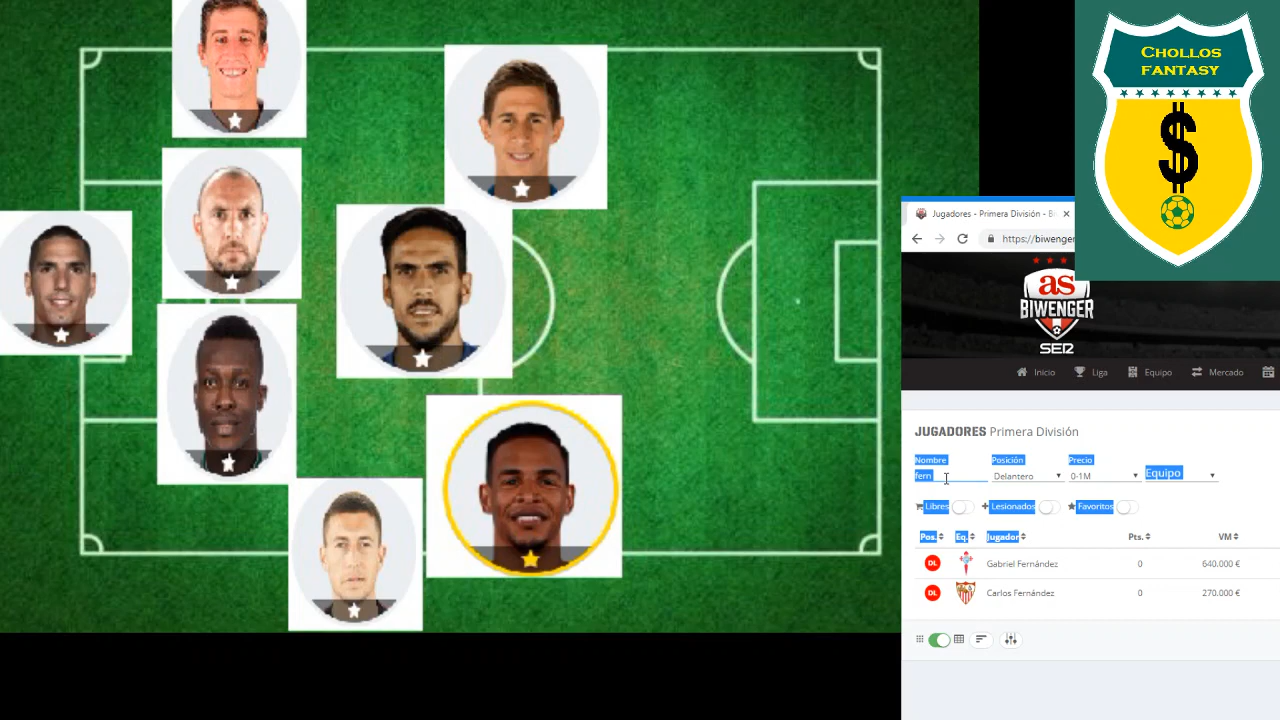 CHOLLOS
FANTASY
$
Jugadores - Primera División - Bi
https://biwenger
as
BIWENGER
SER
Inicio Liga Equipo Mercado
JUGADORES Primera División
Nombre Posición Precio
fern Delantero 0-1M Equipo
Libres Lesionados Favoritos
Pos. Eq. Jugador Pts. VM
DL Gabriel Fernández 0 640.000 €
DL Carlos Fernández 0 270.000 €